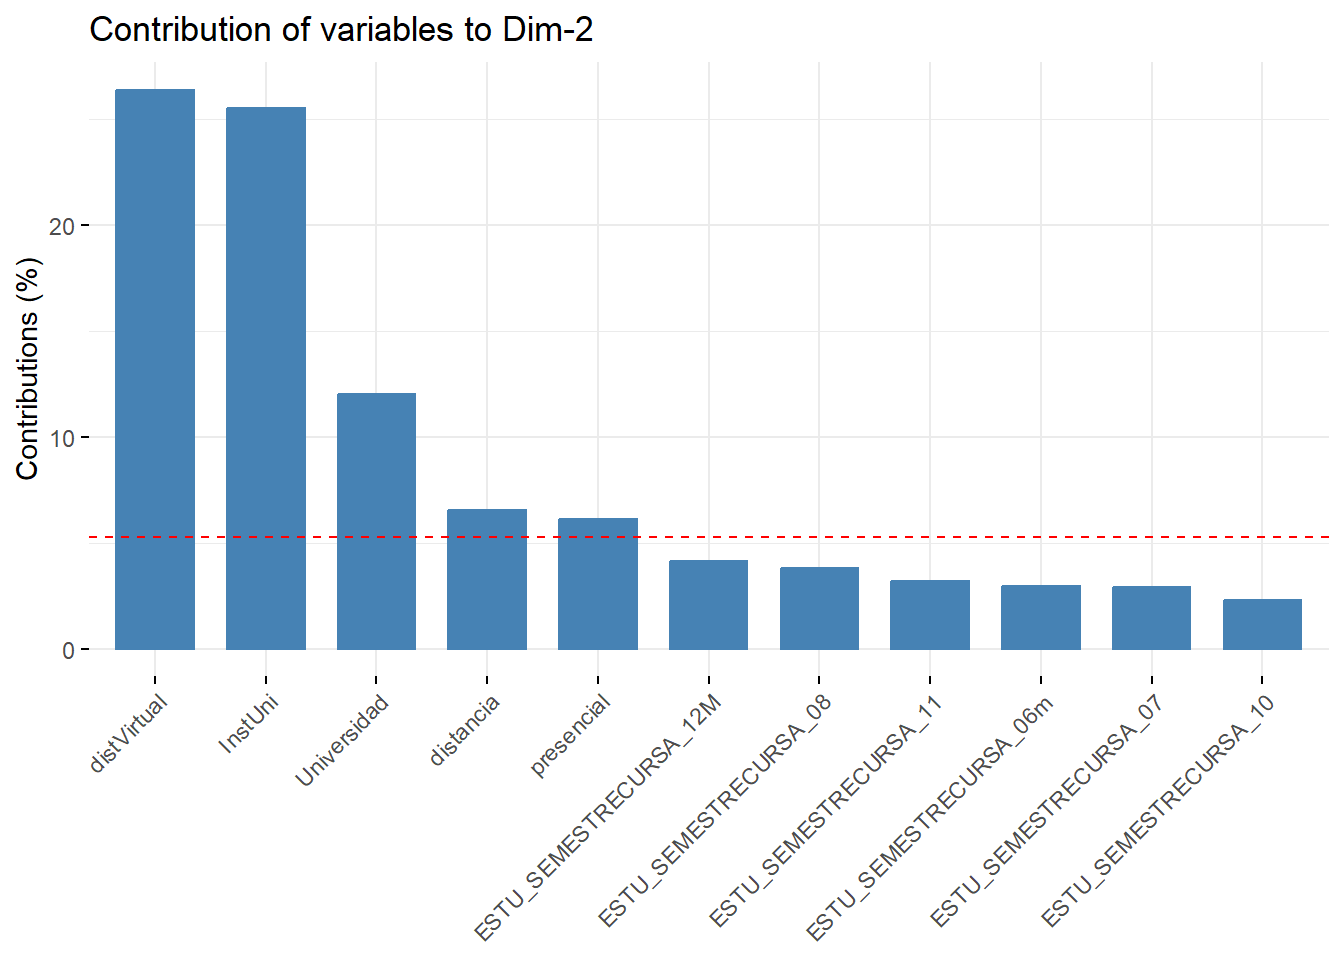 Contribution of variables to Dim-2
Contributions (%)
20
10
0
distVirtual
InstUni
Universidad
distancia
presencial
ESTU_SEMESTRECURSA_12M
ESTU_SEMESTRECURSA_08
ESTU_SEMESTRECURSA_11
ESTU_SEMESTRECURSA_06m
ESTU_SEMESTRECURSA_07
ESTU_SEMESTRECURSA_10